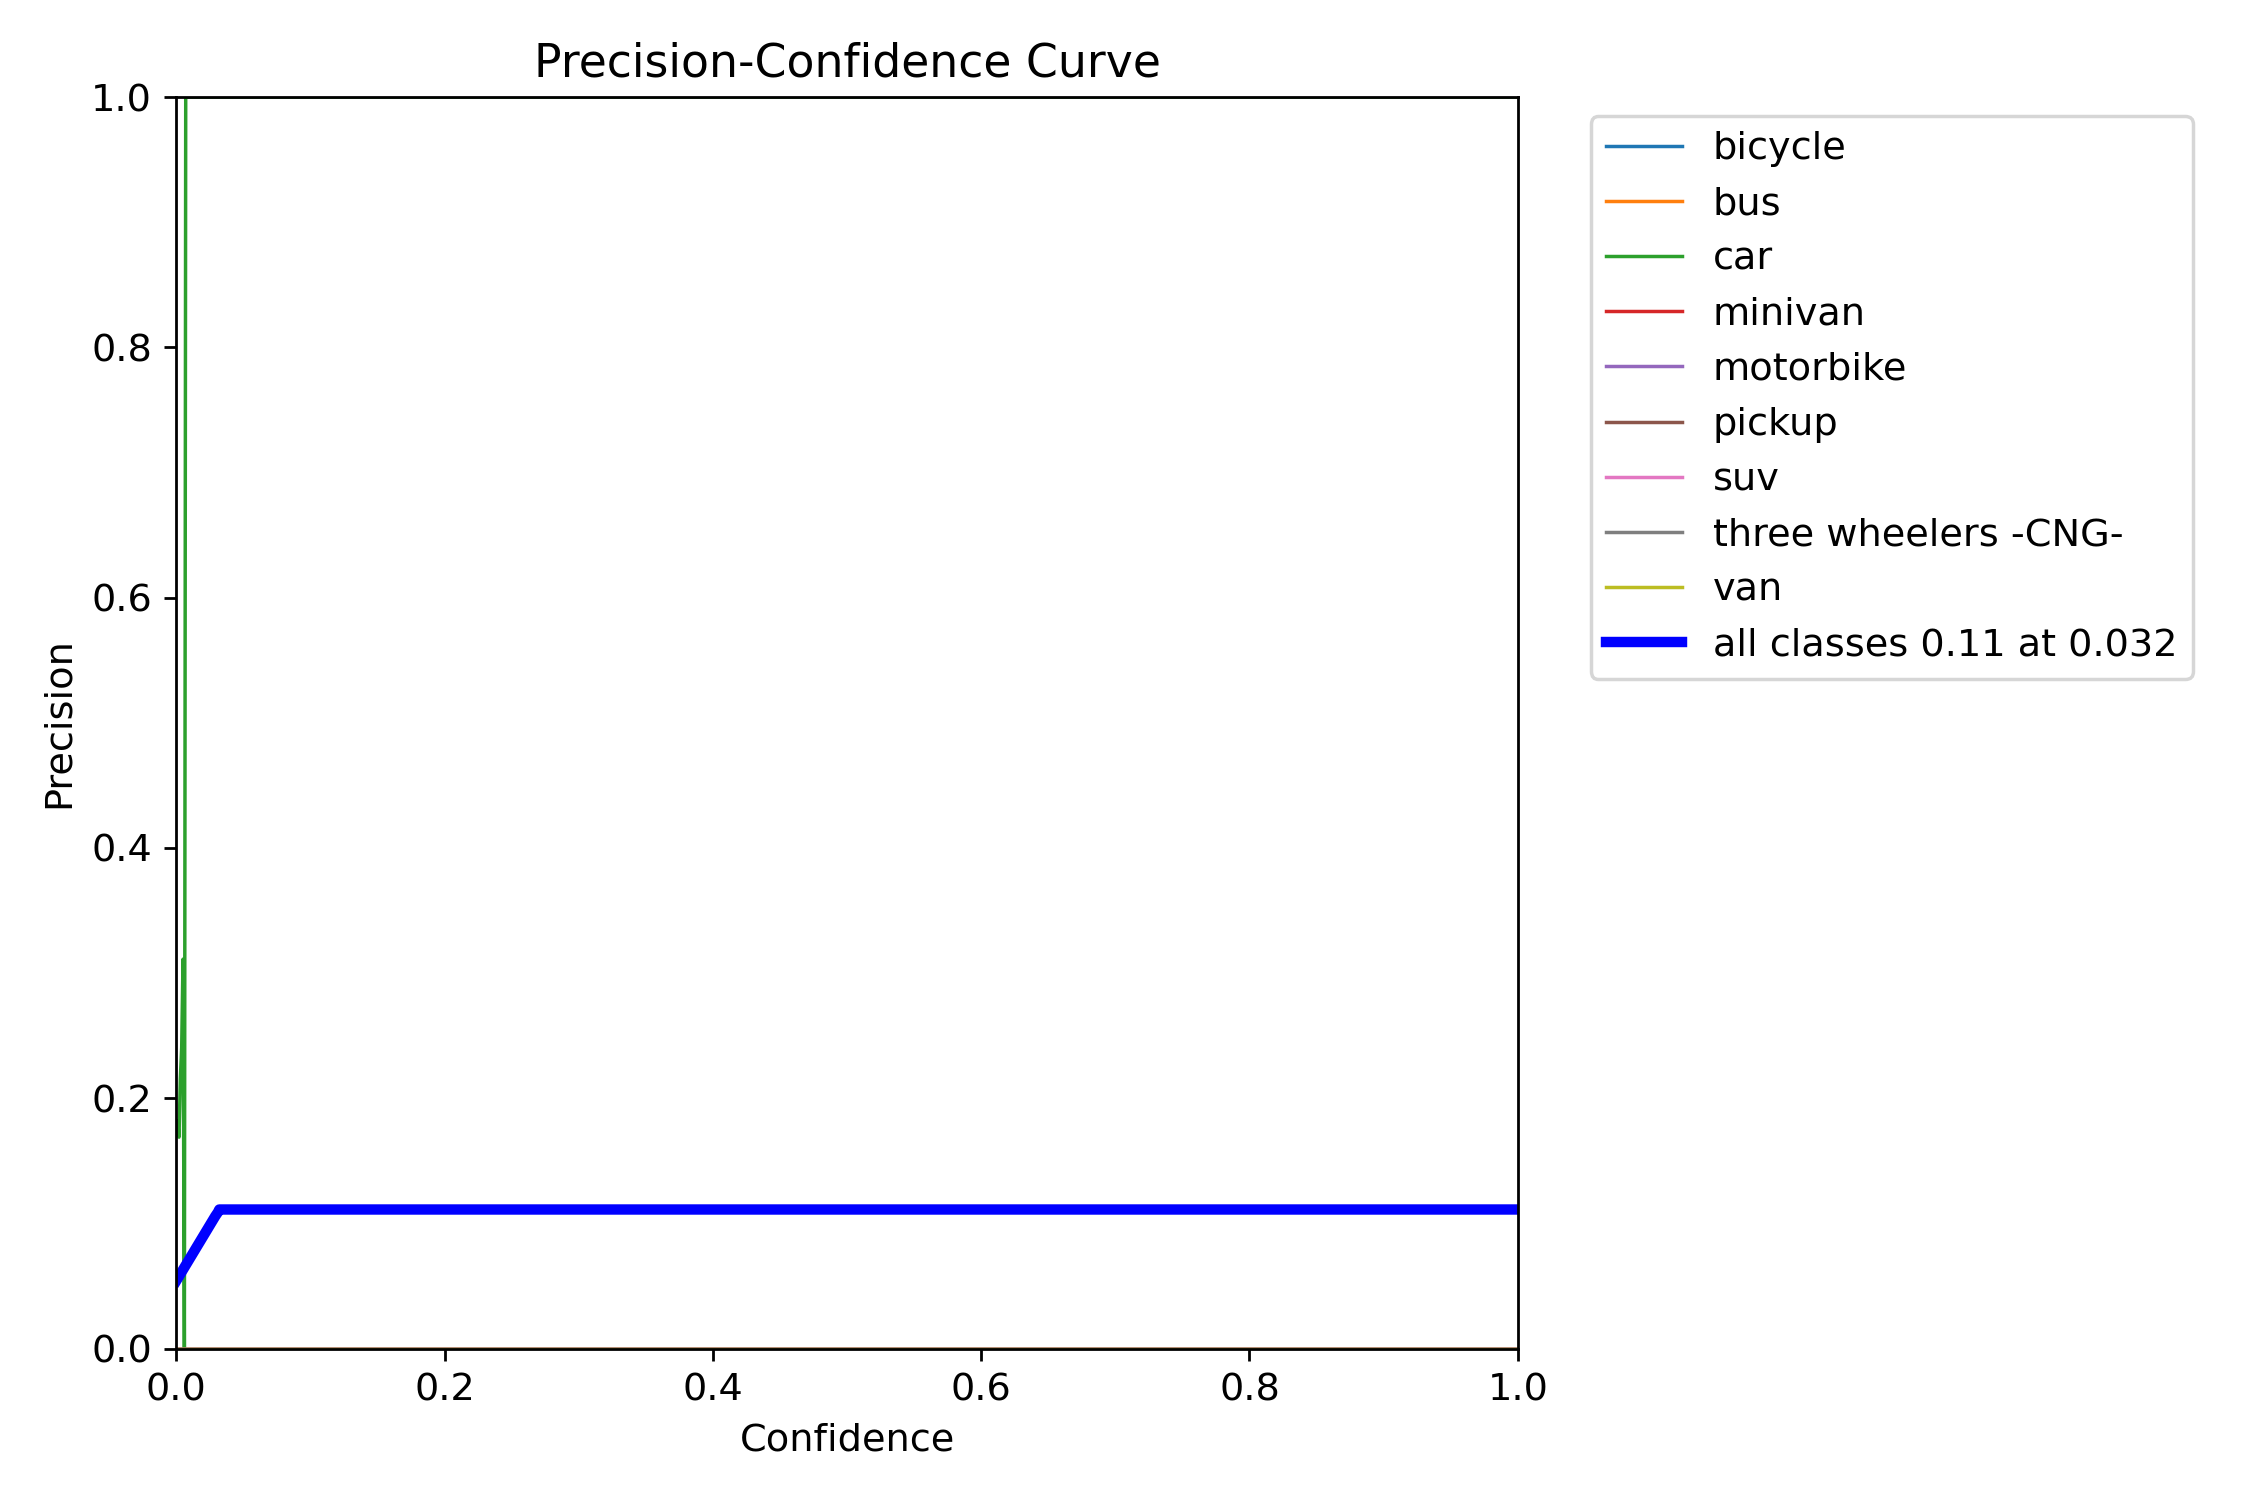 Precision-Confidence Curve
1.0
0.8
0.6
0.4
0.2
0.0
Precision
0.0 0.2 0.4 0.6 0.8 1.0
Confidence
bicycle
bus
car
minivan
motorbike
pickup
suv
three wheelers -CNG-
van
all classes 0.11 at 0.032